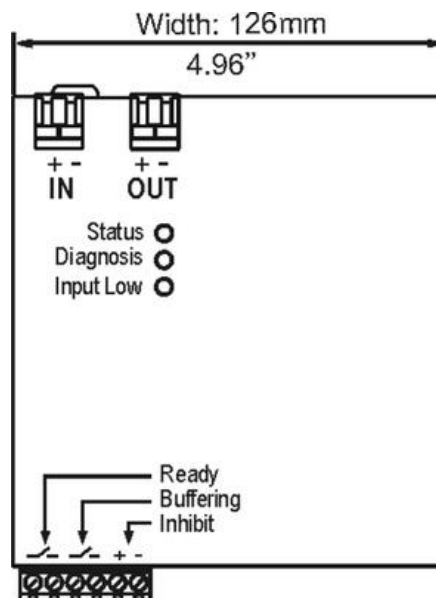 Width: 126mm
4.96”
+ - + -
IN OUT
Status
Diagnosis
Input Low
Ready
Buffering
Inhibit
+ -